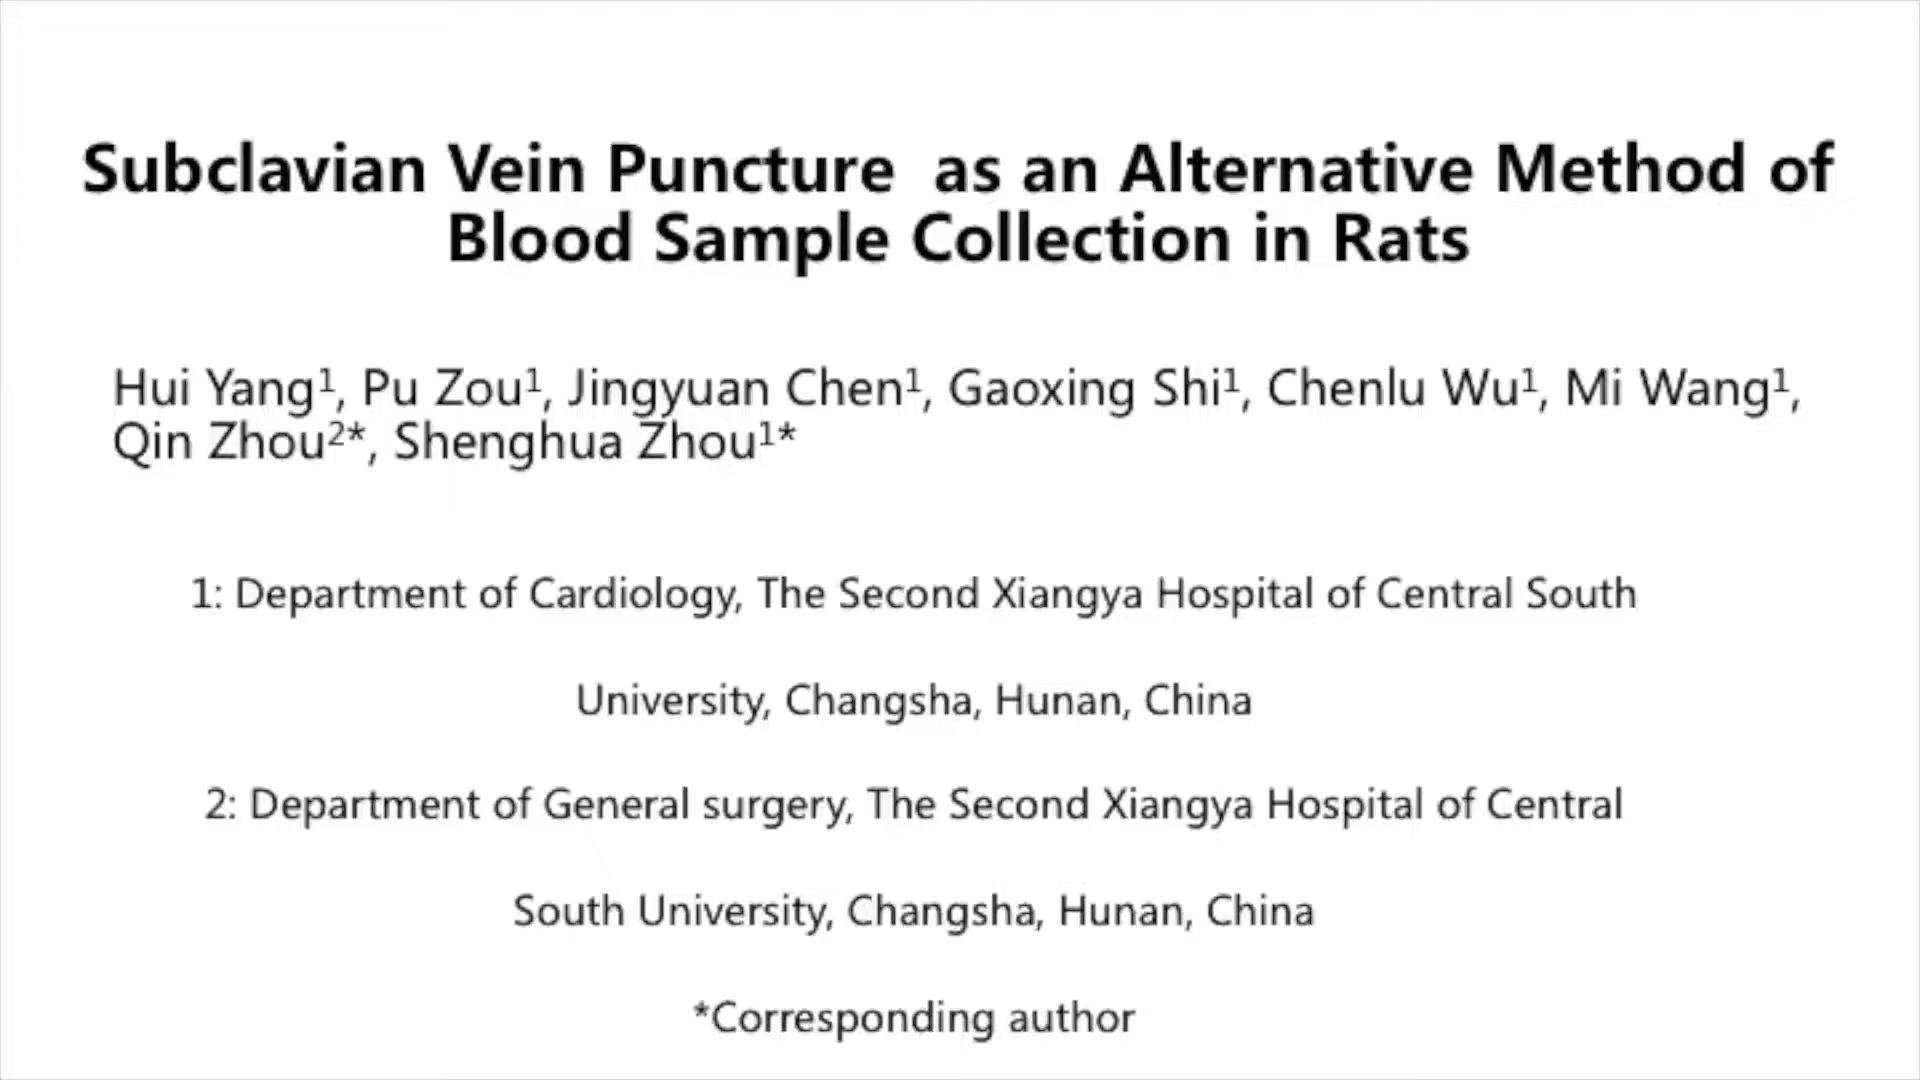 Subclavian Vein Puncture  as an Alternative Method of
Blood Sample Collection in Rats
Hui Yang¹, Pu Zou¹, Jingyuan Chen¹, Gaoxing Shi¹, Chenlu Wu¹, Mi Wang¹,
Qin Zhou²*, Shenghua Zhou¹*
1: Department of Cardiology, The Second Xiangya Hospital of Central South
University, Changsha, Hunan, China
2: Department of General surgery, The Second Xiangya Hospital of Central
South University, Changsha, Hunan, China
*Corresponding author